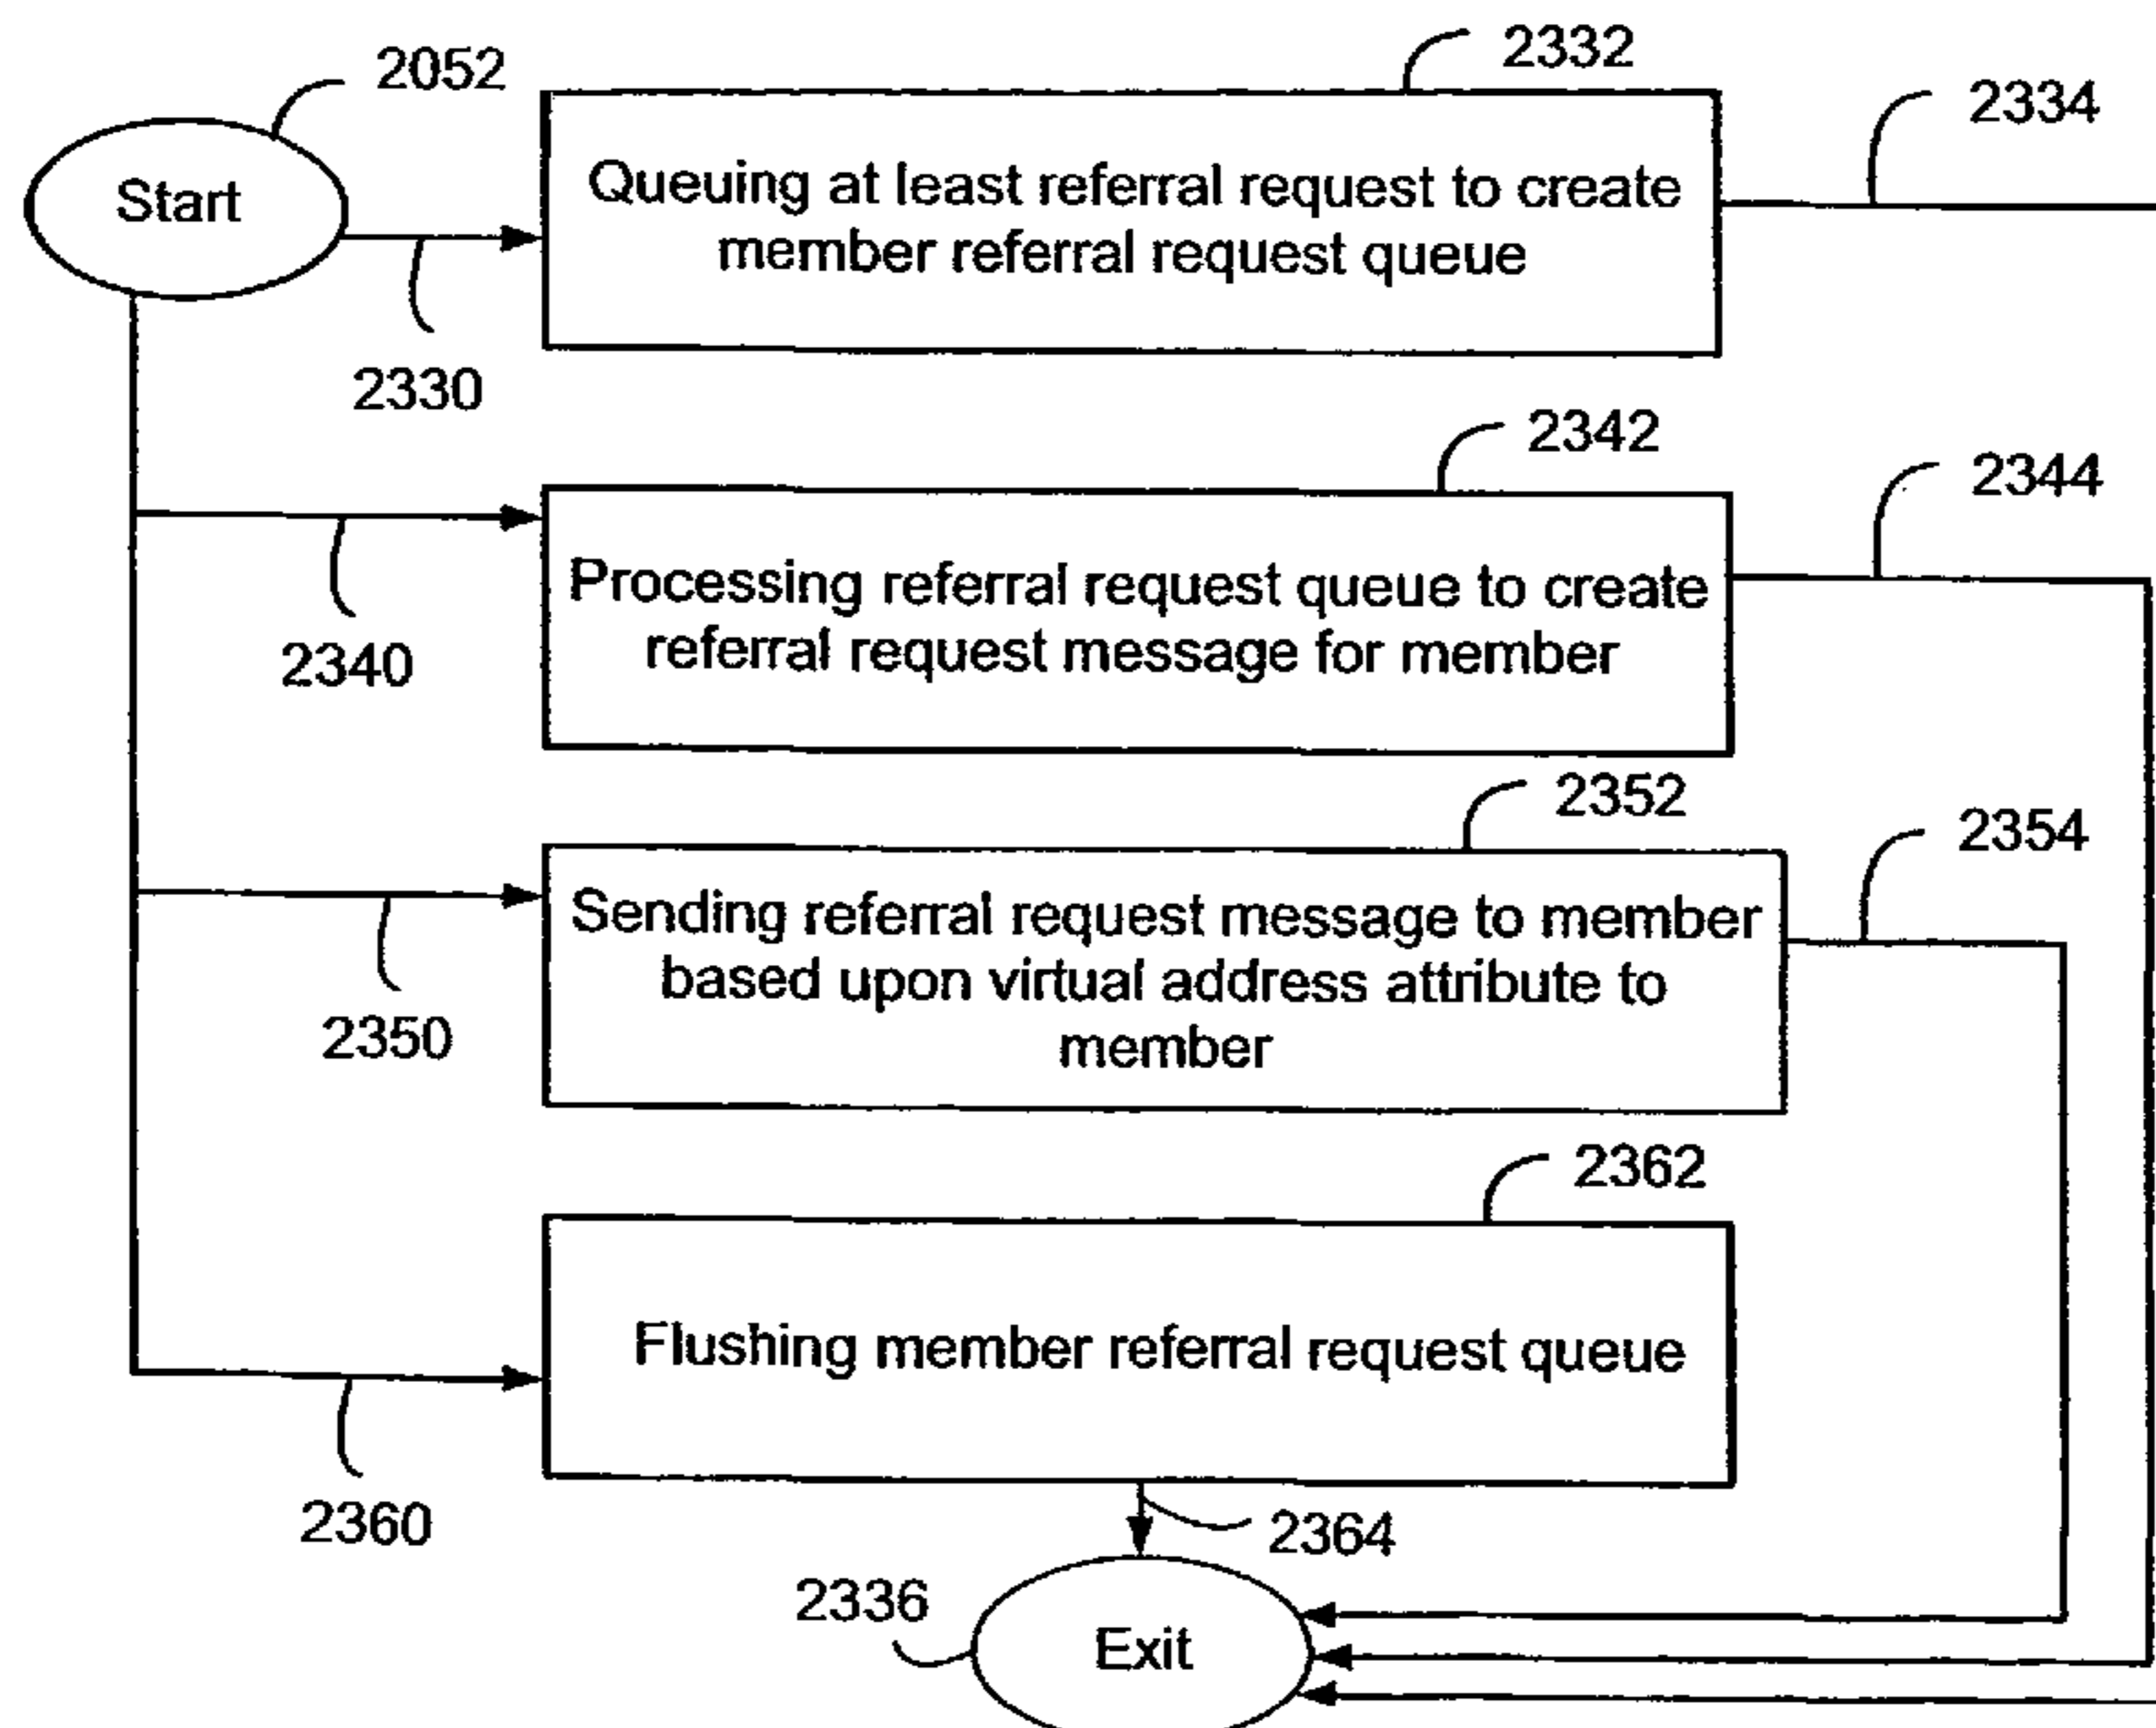 2052
2332
2334
Start
Queuing at least referral request to create
member referral request queue
2330
2342
2344
Processing referral request queue to create
referral request message for member
2340
2352
2354
Sending referral request message to member
based upon virtual address attribute to
member
2350
2362
Flushing member referral request queue
2360
2364
2336
Exit